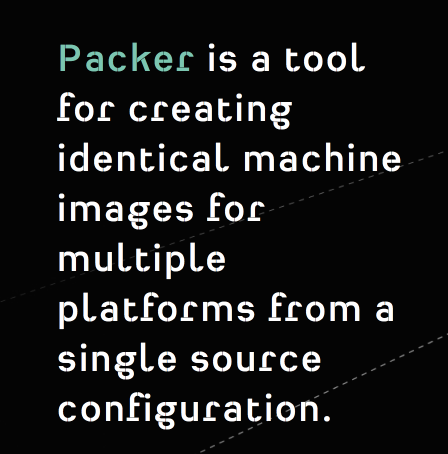 Packer is a tool
for creating
identical machine
images for
multiple
platforms from a
single source
configuration.